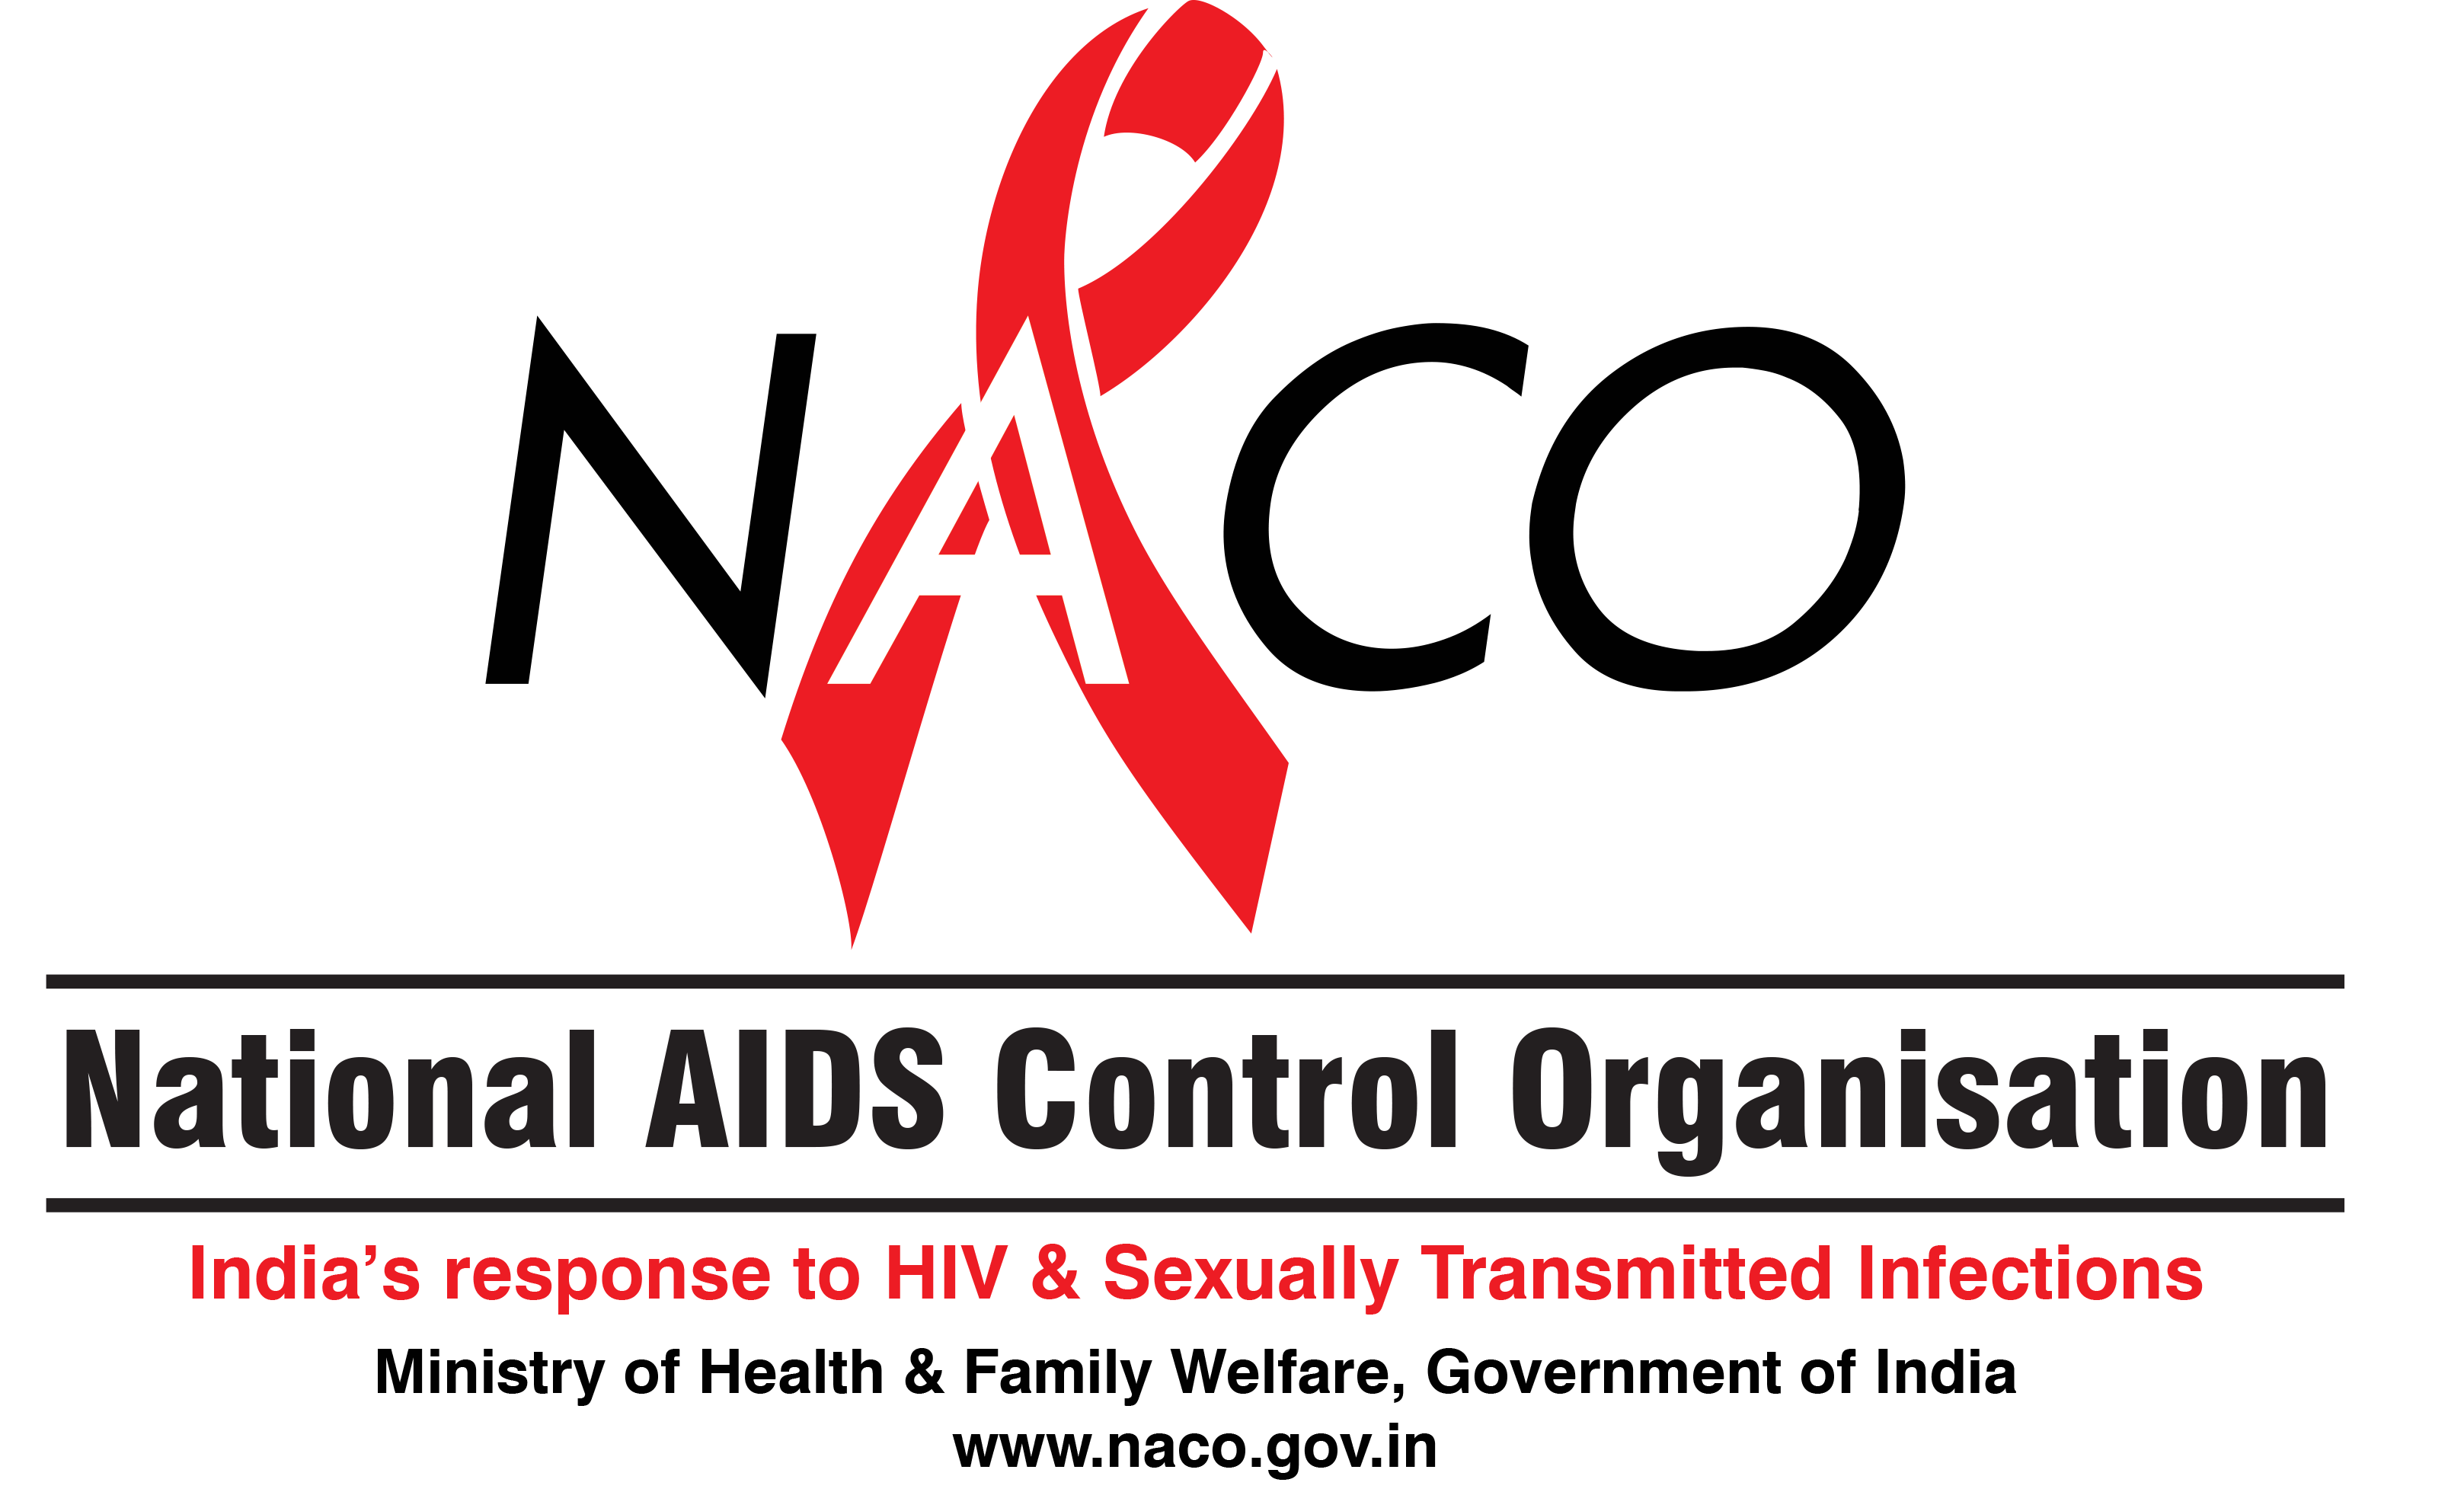 NACO
National AIDS Control Organisation
India’s response to HIV & Sexually Transmitted Infections
Ministry of Health & Family Welfare, Government of India
www.naco.gov.in